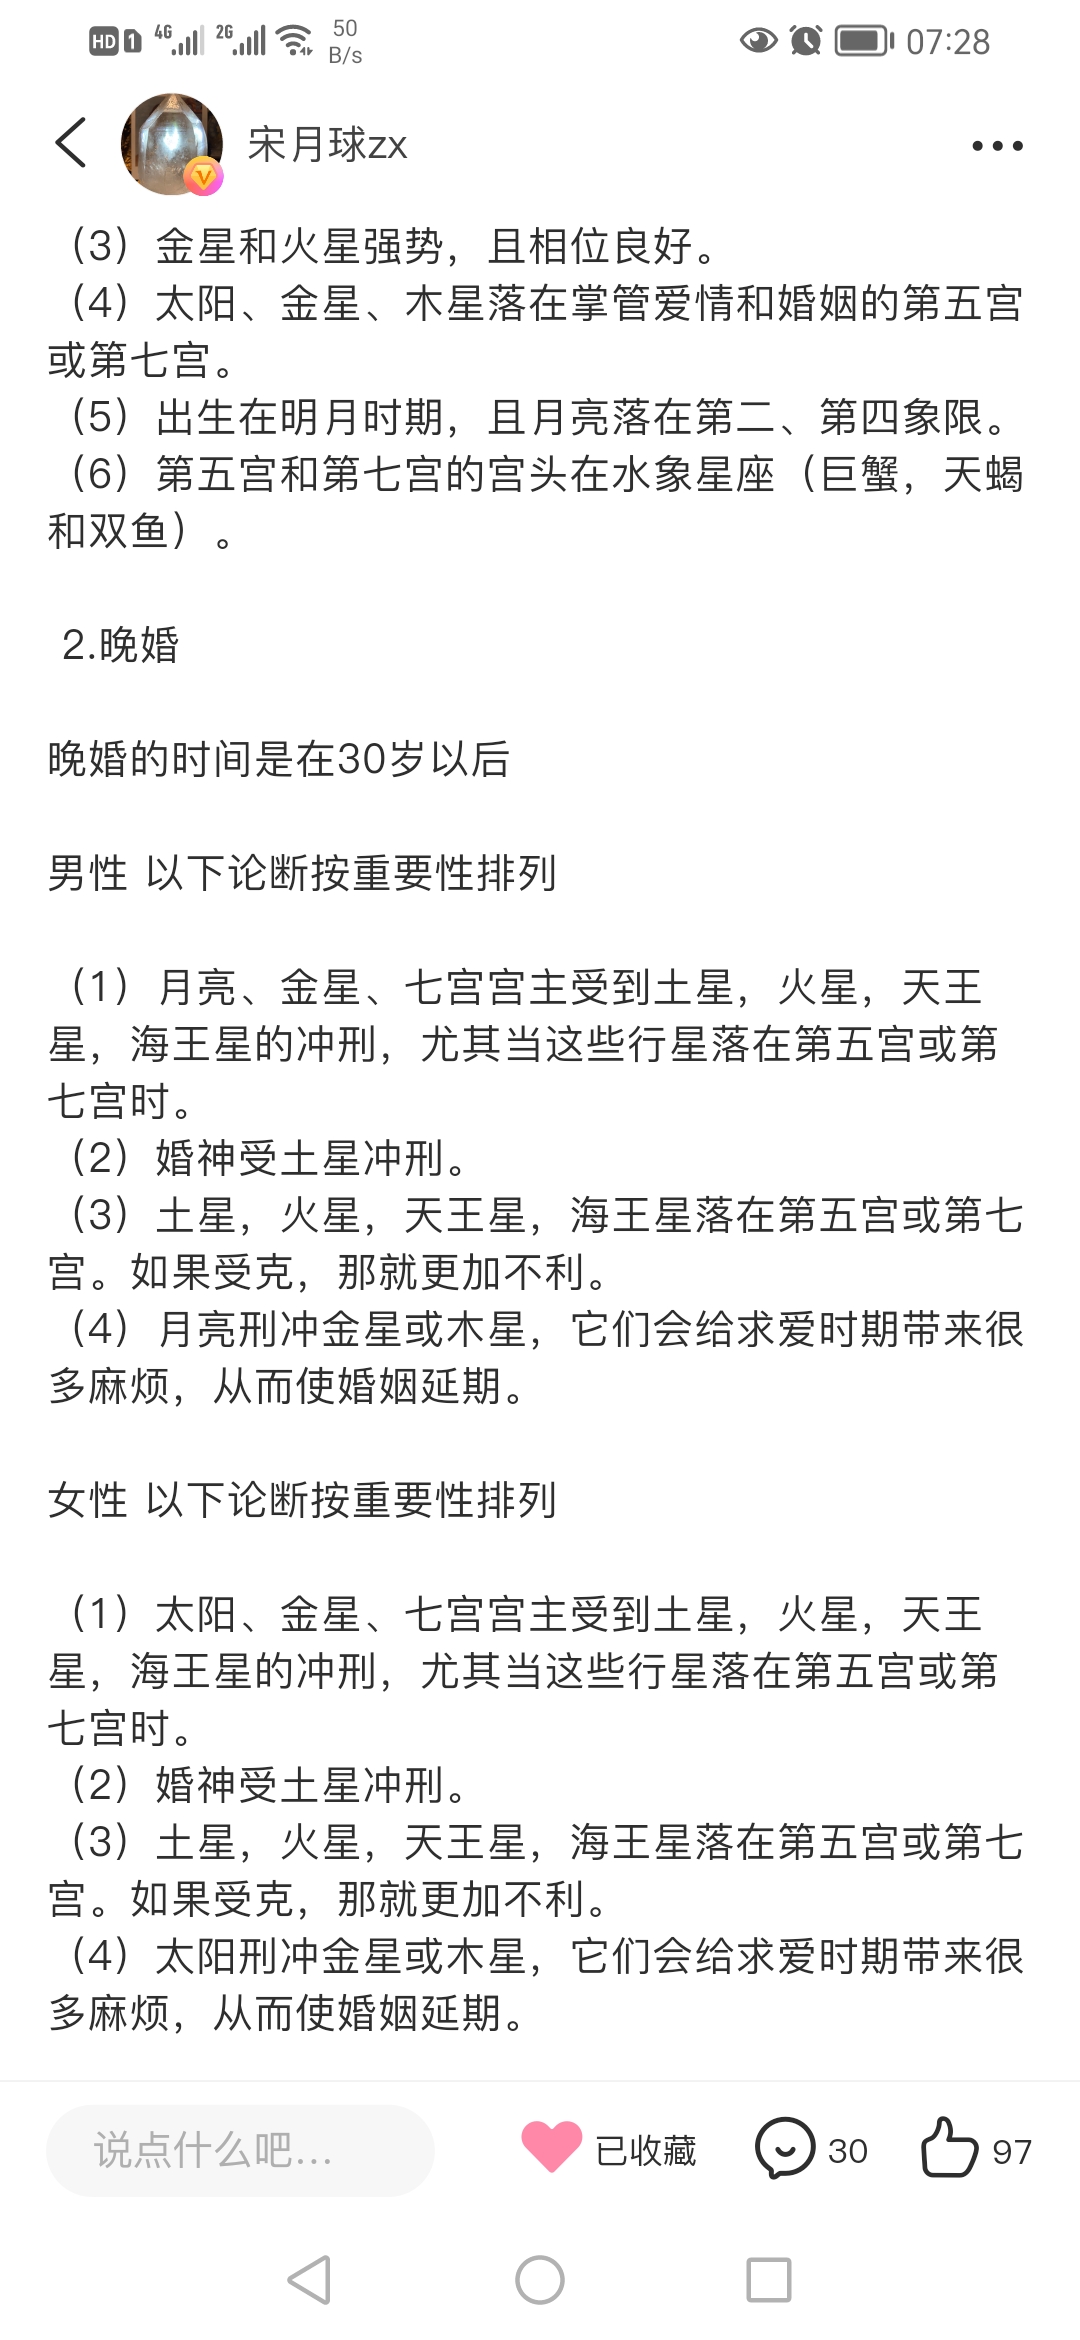 HD 1 4G 2G 50 B/s 07:28
宋月球zx
（3）金星和火星强势，且相位良好。
（4）太阳、金星、木星落在掌管爱情和婚姻的第五宫
或第七宫。
（5）出生在明月时期，且月亮落在第二、第四象限。
（6）第五宫和第七宫的宫头在水象星座（巨蟹，天蝎
和双鱼）。
2.晚婚
晚婚的时间是在30岁以后
男性 以下论断按重要性排列
（1）月亮、金星、七宫宫主受到土星，火星，天王
星，海王星的冲刑，尤其当这些行星落在第五宫或第
七宫时。
（2）婚神受土星冲刑。
（3）土星，火星，天王星，海王星落在第五宫或第七
宫。如果受克，那就更加不利。
（4）月亮刑冲金星或木星，它们会给求爱时期带来很
多麻烦，从而使婚姻延期。
女性 以下论断按重要性排列
（1）太阳、金星、七宫宫主受到土星，火星，天王
星，海王星的冲刑，尤其当这些行星落在第五宫或第
七宫时。
（2）婚神受土星冲刑。
（3）土星，火星，天王星，海王星落在第五宫或第七
宫。如果受克，那就更加不利。
（4）太阳刑冲金星或木星，它们会给求爱时期带来很
多麻烦，从而使婚姻延期。
说点什么吧... 已收藏 30 97